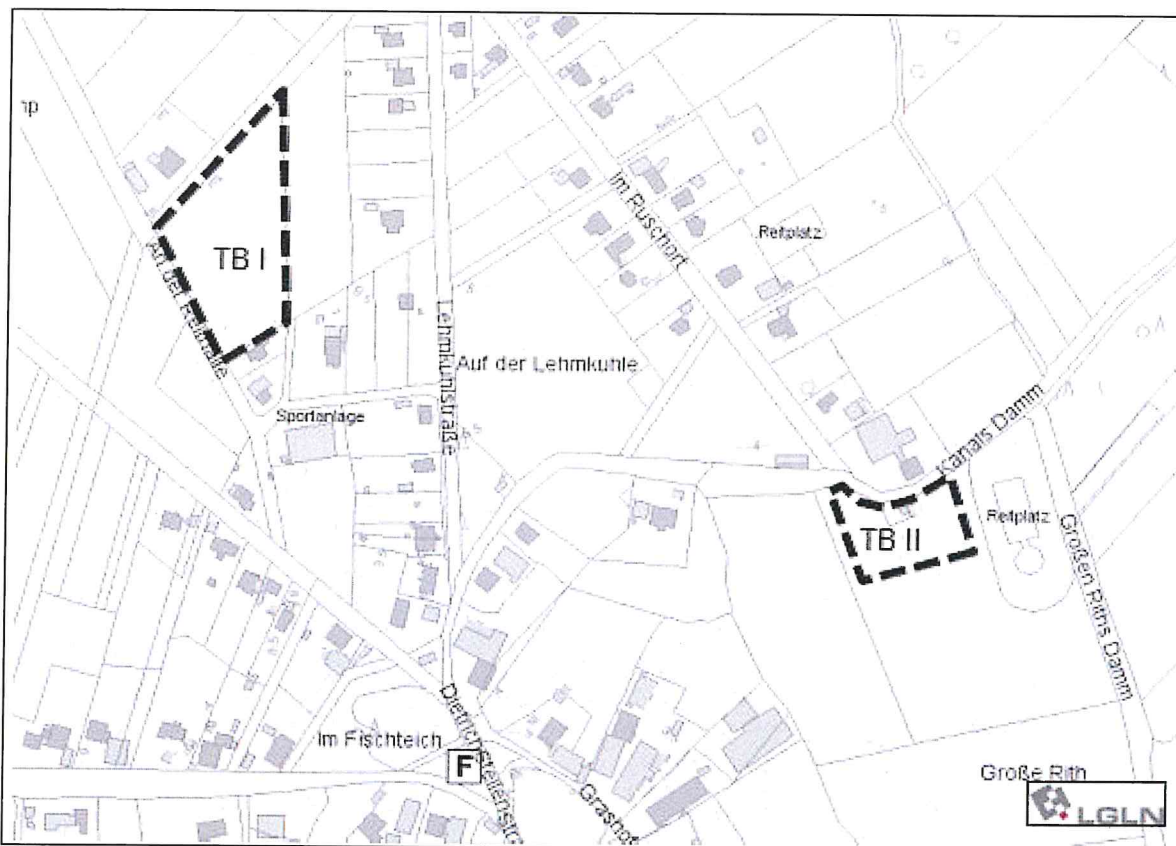 TB I
Im Ruschort
Reitplatz
Lehmkuhlstraße
Auf der Lehmkuhle
Sportanlage
Kanals Damm
TB II
Reitplatz
Großen Riths Damm
Im Fischteich
F
Große Rith
LGLN